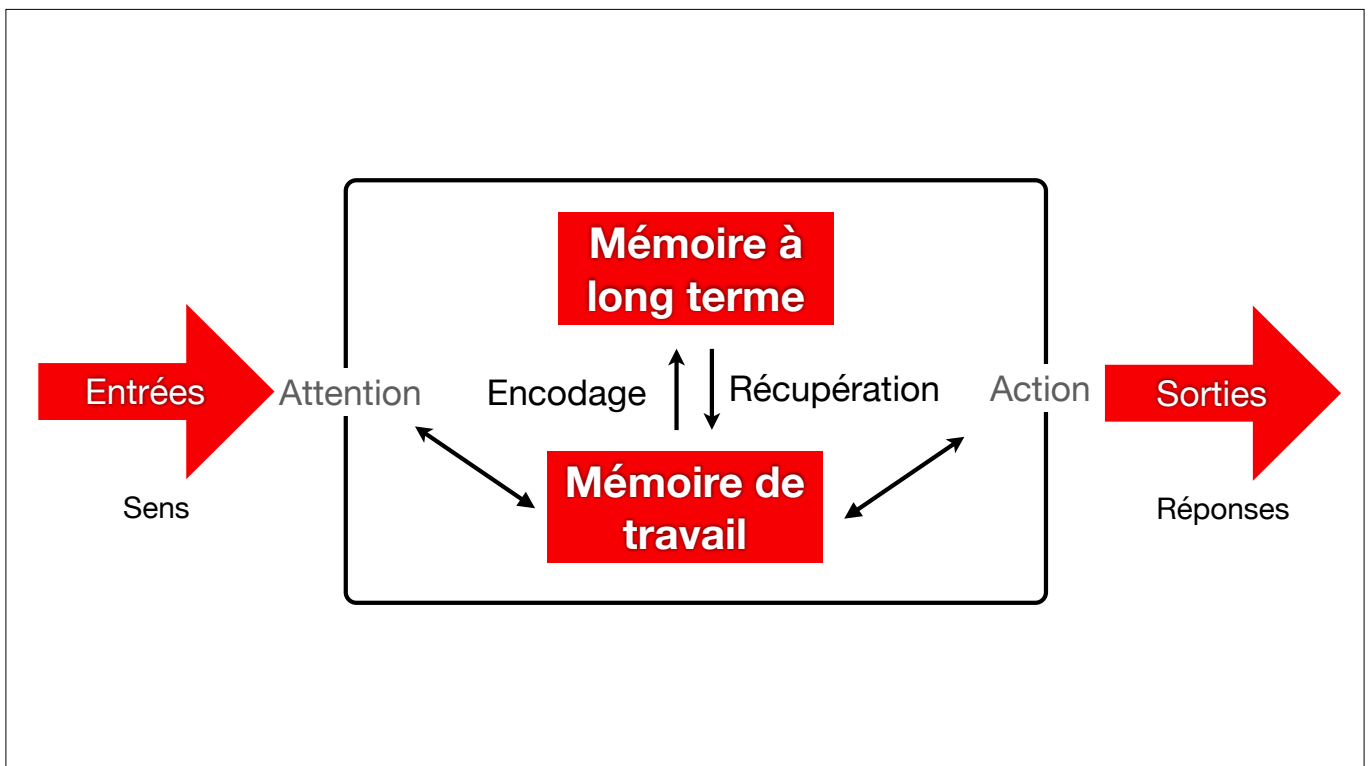 Mémoire à
long terme
Entrées
Attention
Encodage
Récupération
Action
Sorties
Sens
Mémoire de
travail
Réponses